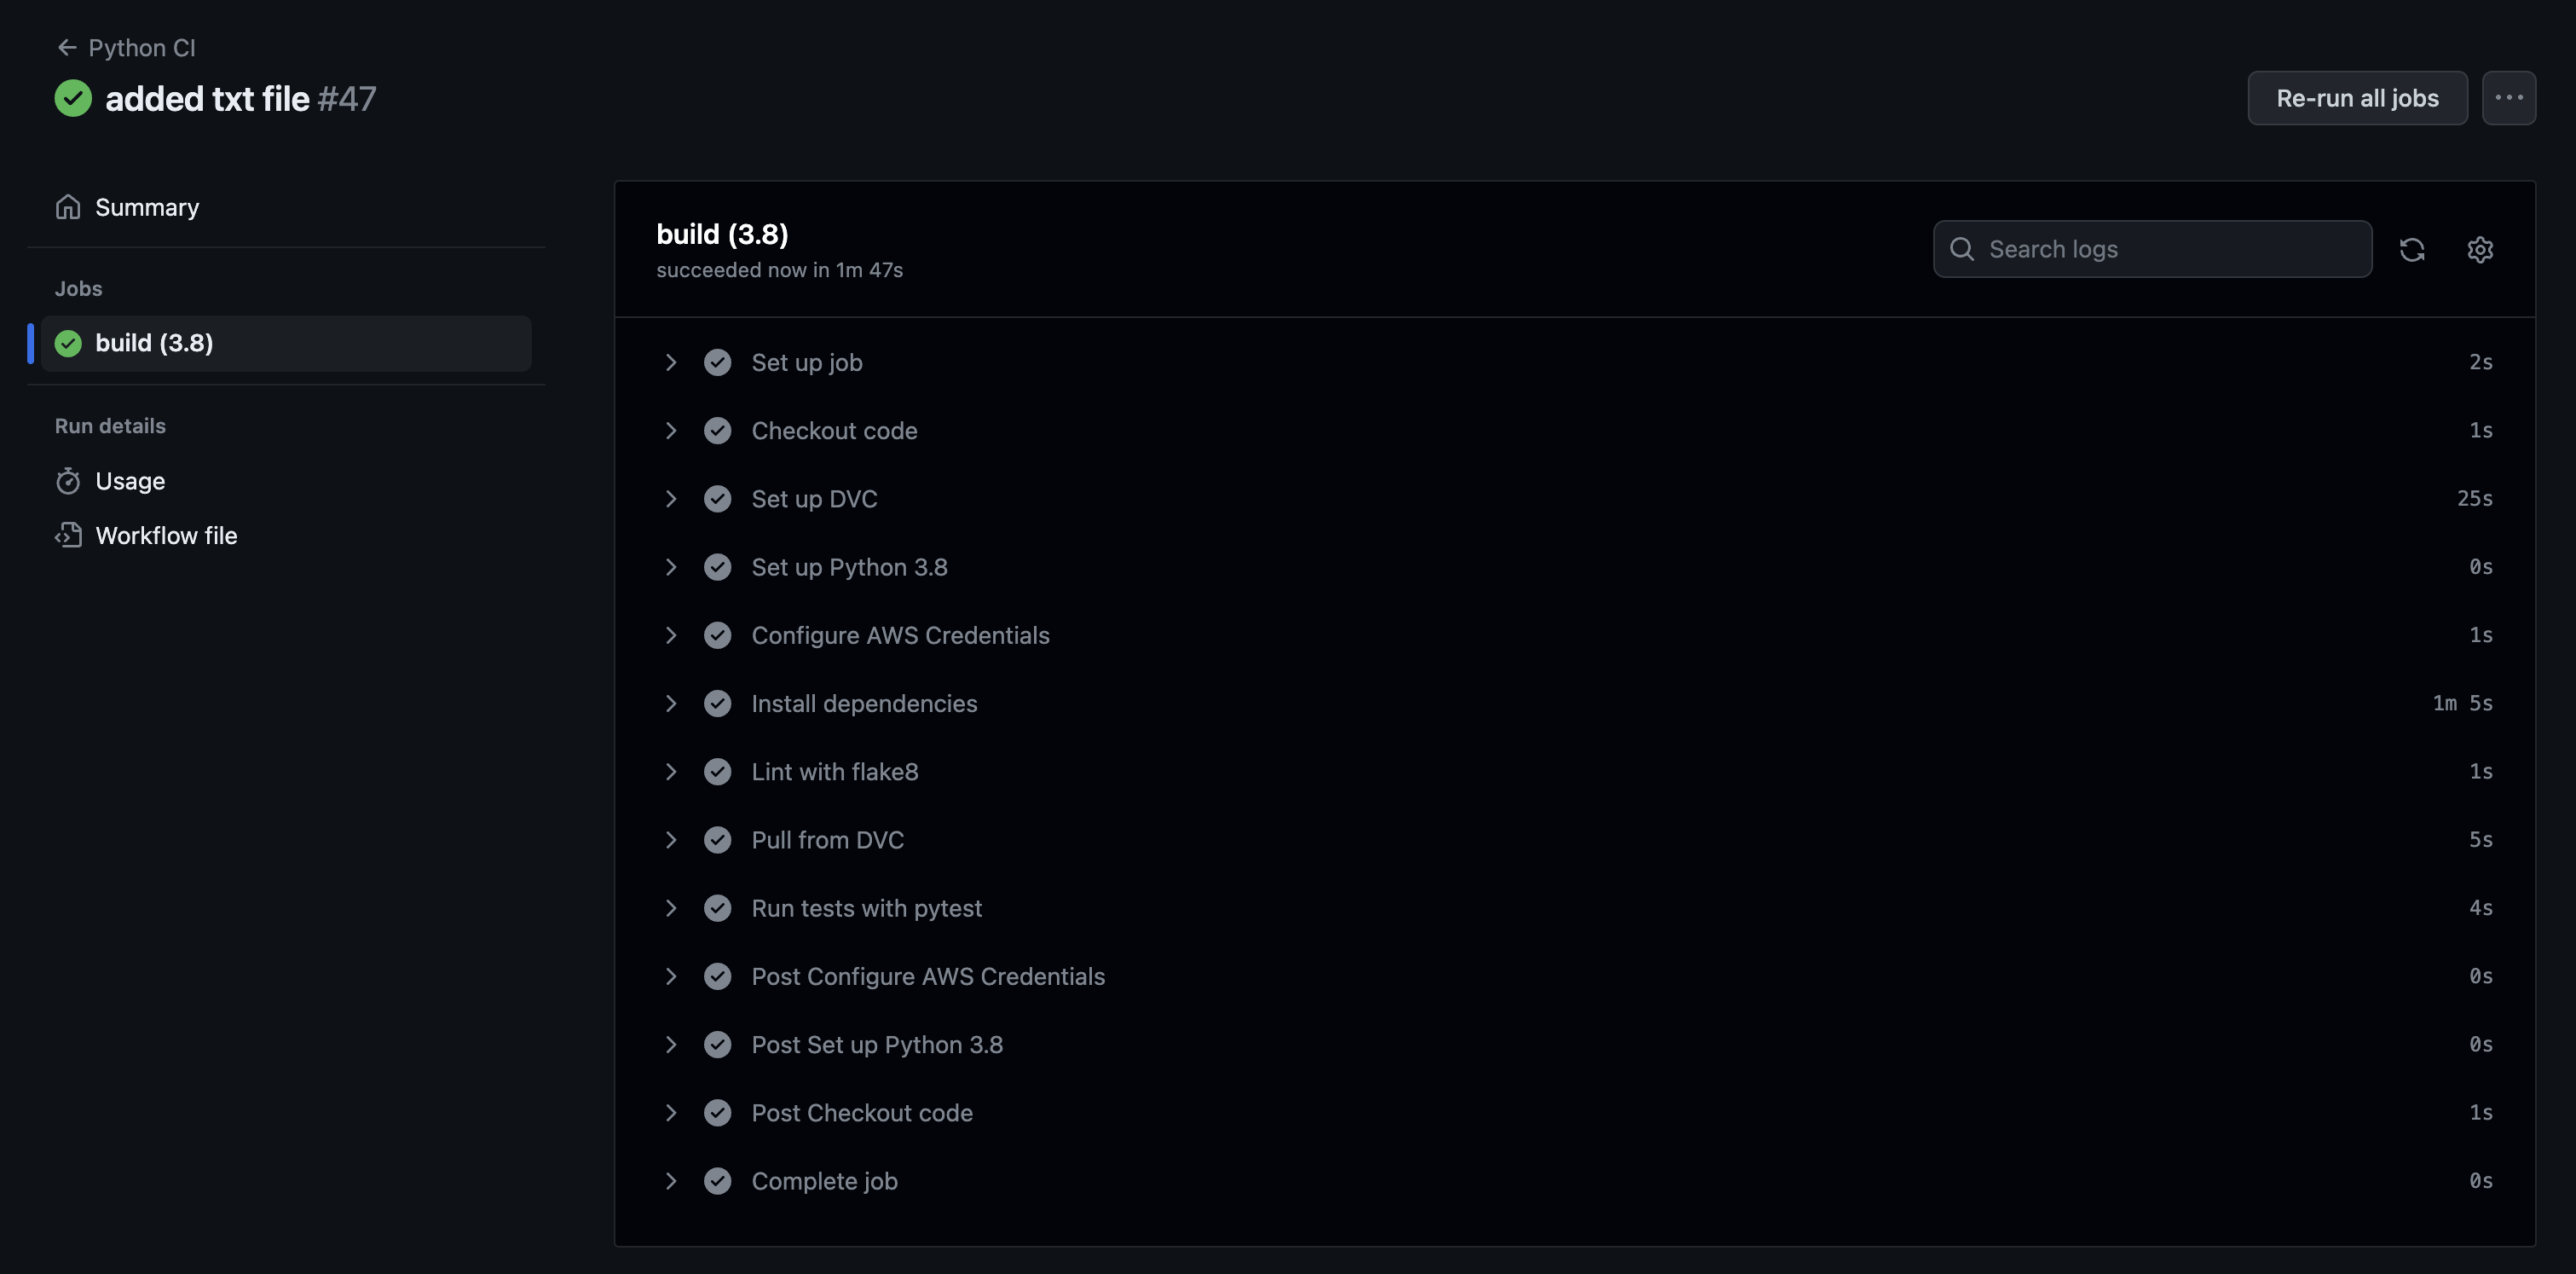 Python CI
added txt file #47
Re-run all jobs
Summary
Jobs
build (3.8)
Run details
Usage
Workflow file
build (3.8)
succeeded now in 1m 47s
Search logs
Set up job 2s
Checkout code 1s
Set up DVC 25s
Set up Python 3.8 0s
Configure AWS Credentials 1s
Install dependencies 1m 5s
Lint with flake8 1s
Pull from DVC 5s
Run tests with pytest 4s
Post Configure AWS Credentials 0s
Post Set up Python 3.8 0s
Post Checkout code 1s
Complete job 0s